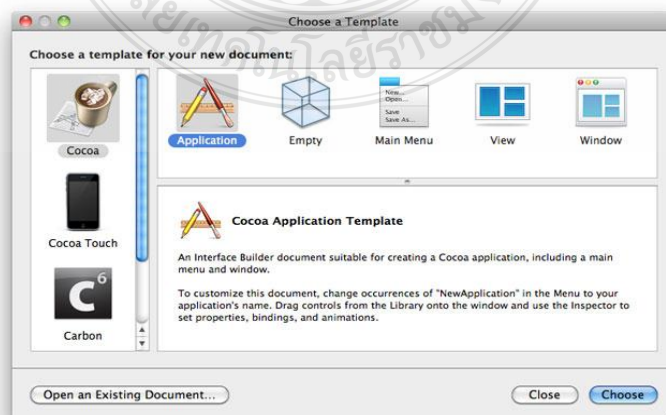 Choose a Template
Choose a template for your new document:
Cocoa
Cocoa Touch
C6
Carbon
Application
Empty
New...
Open...
Save
Save As...
Main Menu
View
Window
Cocoa Application Template
An Interface Builder document suitable for creating a Cocoa application, including a main
menu and window.
To customize this document, change occurrences of "NewApplication" in the Menu to your
application's name. Drag controls from the Library onto the window and use the Inspector to
set properties, bindings, and animations.
Open an Existing Document...
Close
Choose